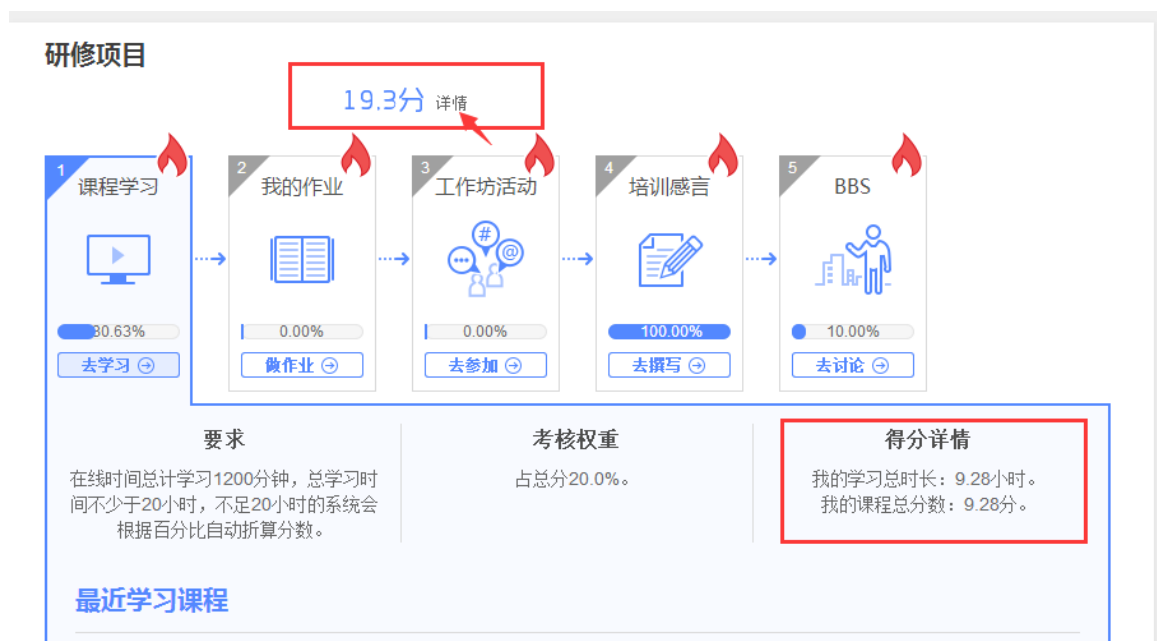 研修项目
19.3分 详情
1 课程学习
30.63%
去学习
2 我的作业
0.00%
做作业
3 工作坊活动
#
@
0.00%
去参加
4 培训感言
100.00%
去撰写
5 BBS
10.00%
去讨论
要求
在线时间总计学习1200分钟，总学习时
间不少于20小时，不足20小时的系统会
根据百分比自动折算分数。
考核权重
占总分20.0%。
得分详情
我的学习总时长：9.28小时。
我的课程总分数：9.28分。
最近学习课程